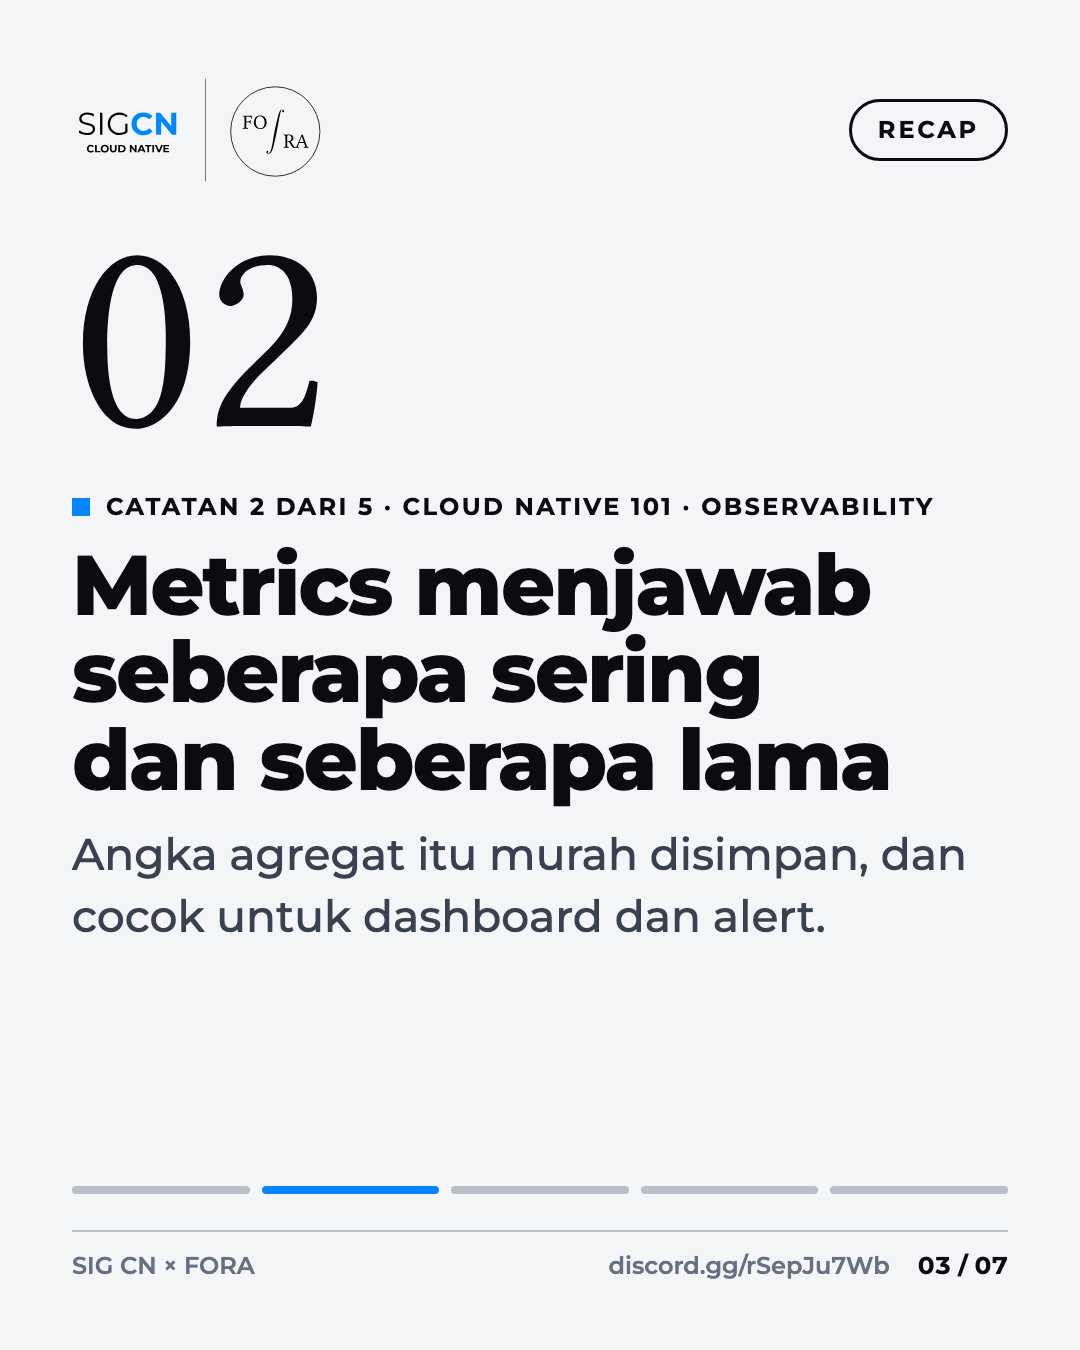 SIGCN
CLOUD NATIVE
FO∫RA
RECAP
02
CATATAN 2 DARI 5 · CLOUD NATIVE 101 · OBSERVABILITY
Metrics menjawab
seberapa sering
dan seberapa lama
Angka agregat itu murah disimpan, dan
cocok untuk dashboard dan alert.
SIG CN × FORA
discord.gg/rSepJu7Wb
03 / 07